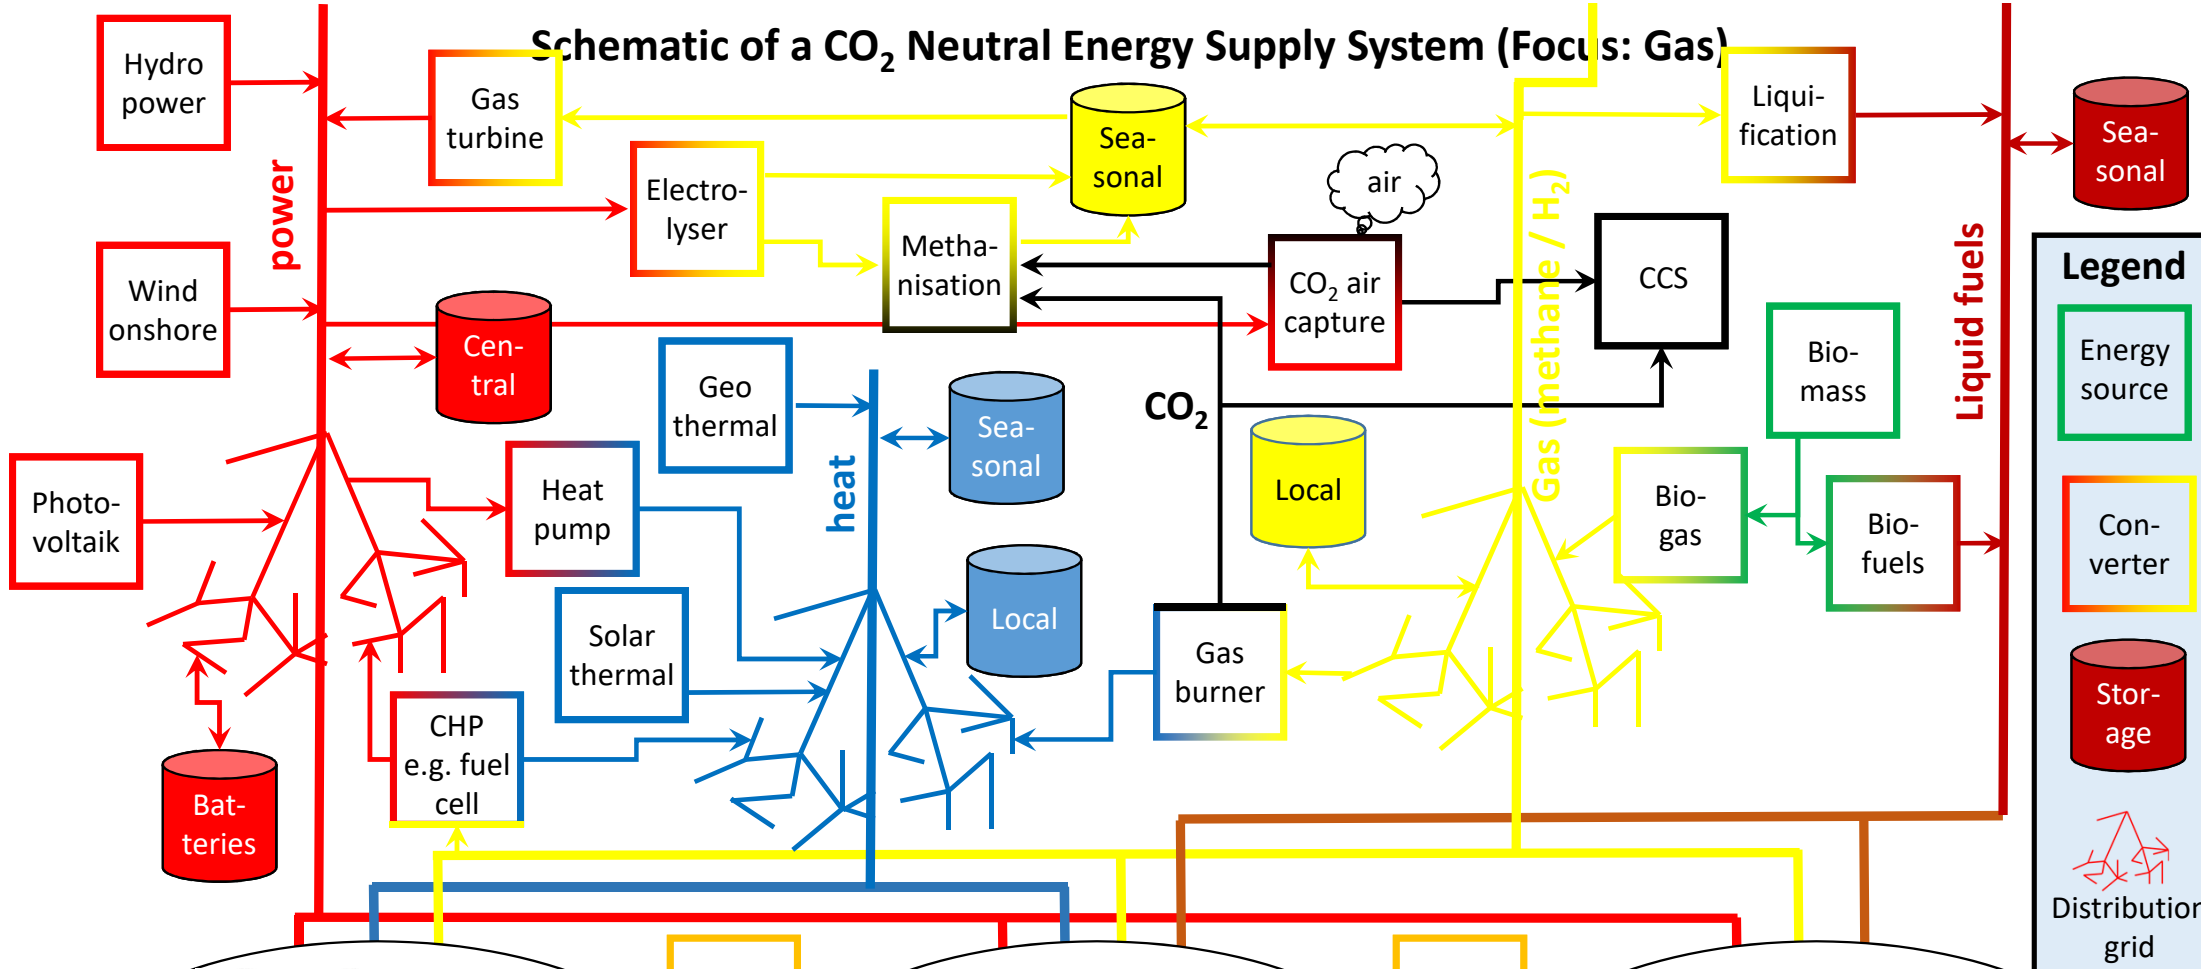 Schematic of a CO₂ Neutral Energy Supply System (Focus: Gas)
Hydro
power
Gas
turbine
Sea-
sonal
Liqui-
fication
Sea-
sonal
power
Electro-
lyser
air
Metha-
nisation
CO₂ air
capture
CCS
Gas (methane / H₂)
Liquid fuels
Wind
onshore
Cen-
tral
Geo
thermal
Sea-
sonal
heat
CO₂
Local
Bio-
mass
Bio-
gas
Bio-
fuels
Photo-
voltaik
Heat
pump
Solar
thermal
Local
Gas
burner
CHP
e.g. fuel
cell
Bat-
teries
Legend
Energy
source
Con-
verter
Stor-
age
Distribution
grid